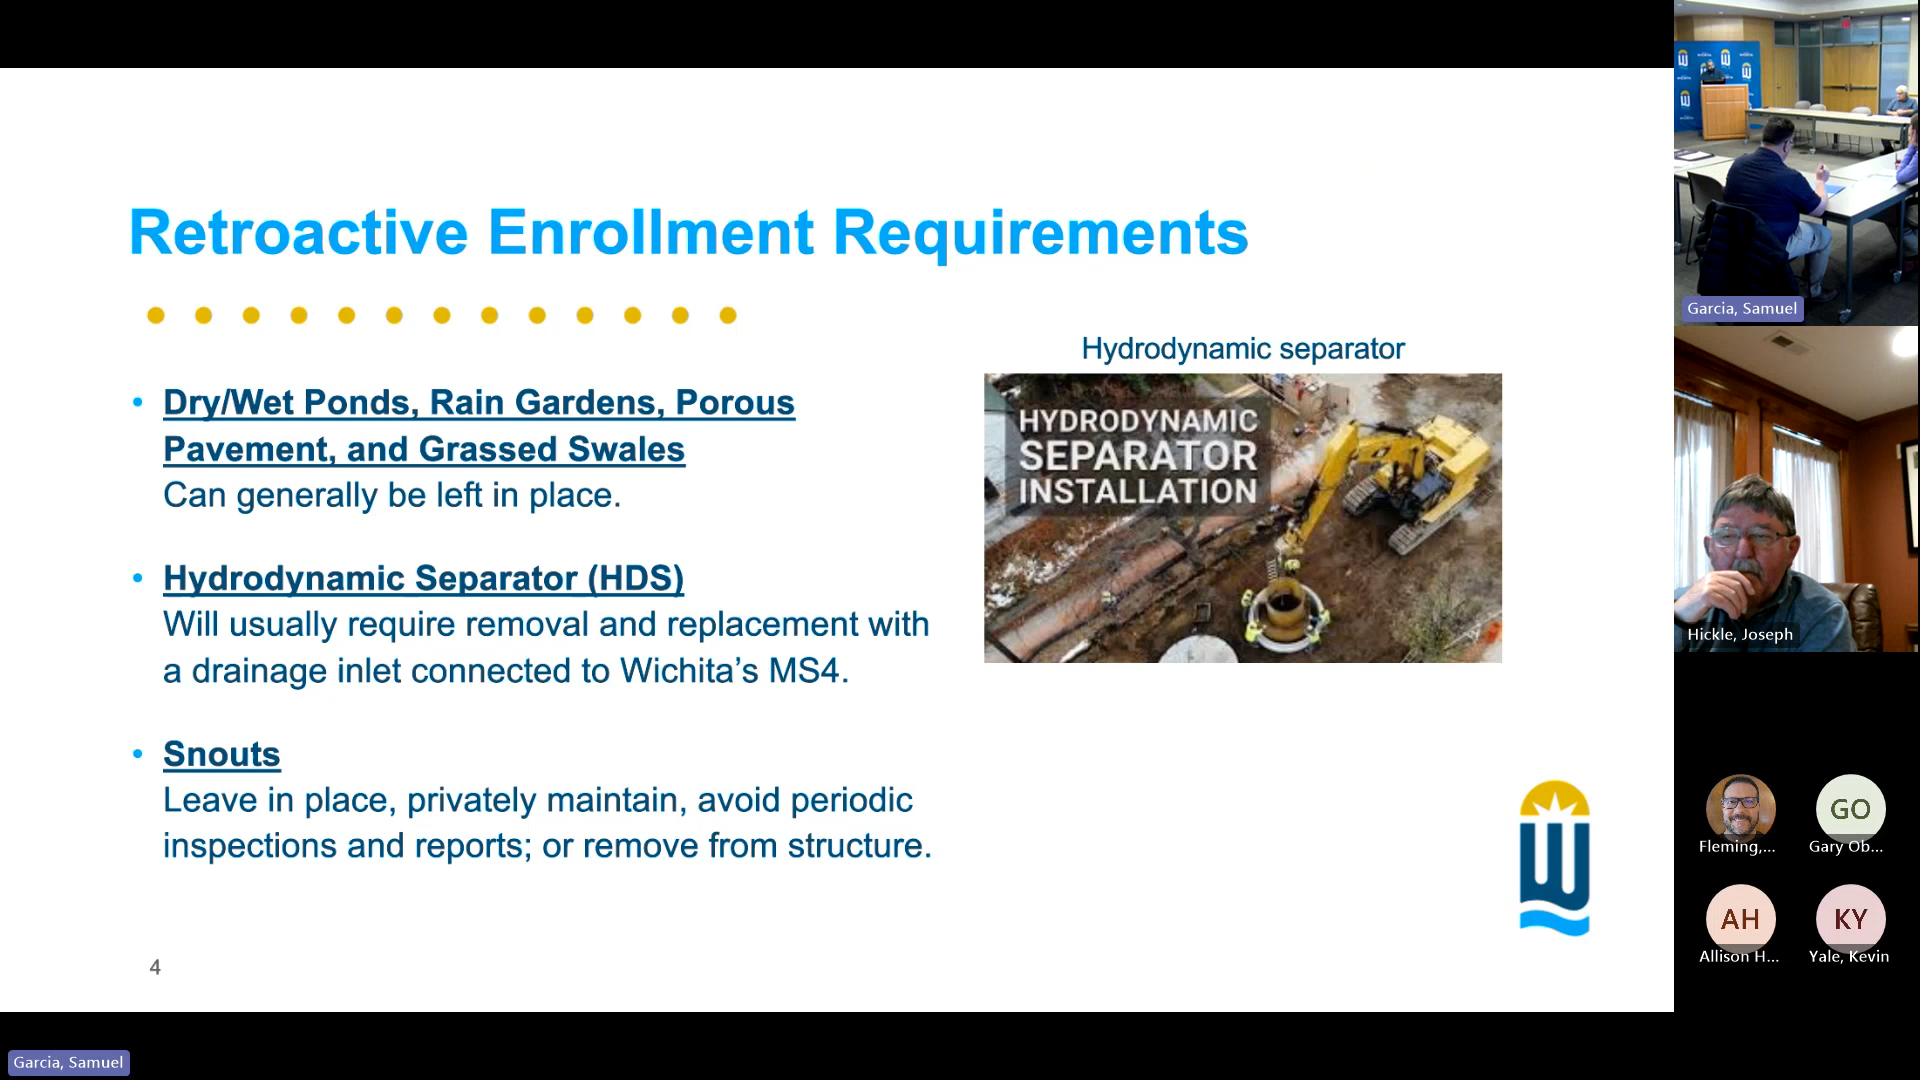 Retroactive Enrollment Requirements
Hydrodynamic separator
HYDRODYNAMIC
SEPARATOR
INSTALLATION
• Dry/Wet Ponds, Rain Gardens, Porous
Pavement, and Grassed Swales
Can generally be left in place.
• Hydrodynamic Separator (HDS)
Will usually require removal and replacement with
a drainage inlet connected to Wichita’s MS4.
• Snouts
Leave in place, privately maintain, avoid periodic
inspections and reports; or remove from structure.
4
Garcia, Samuel
Garcia, Samuel
Hickle, Joseph
Fleming,...
GO
Gary Ob...
AH
Allison H...
KY
Yale, Kevin